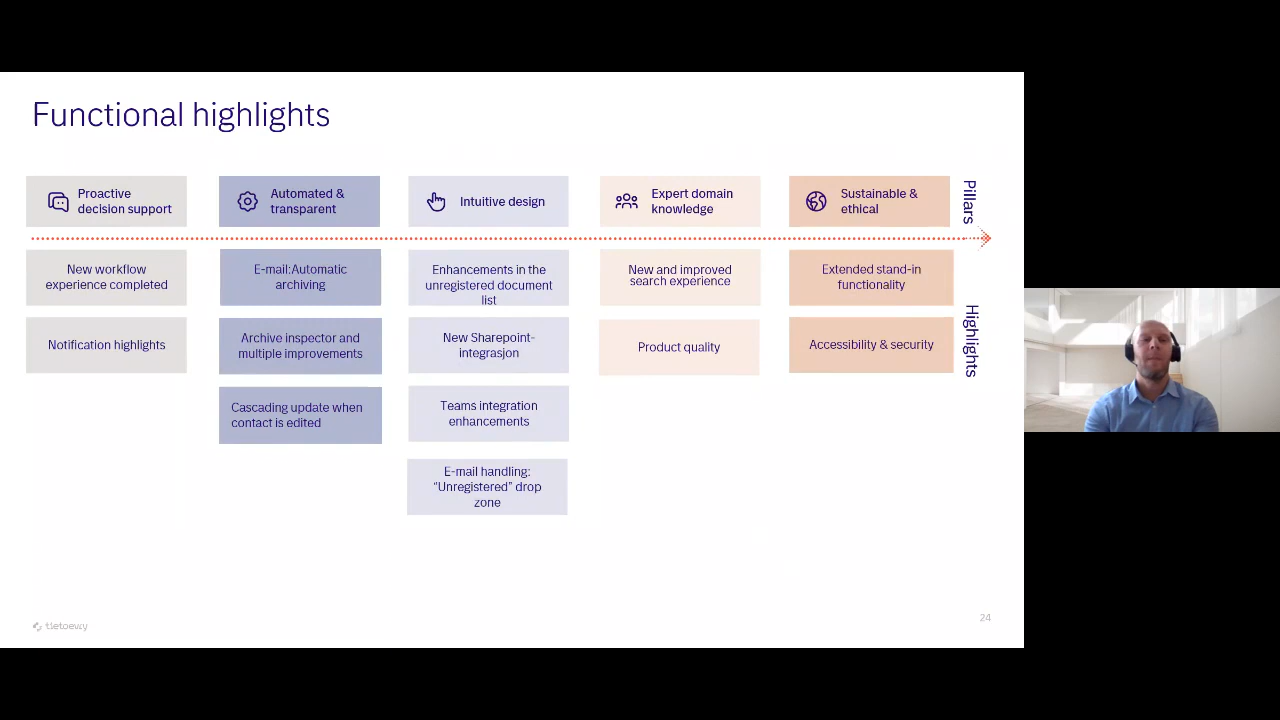 Functional highlights
Proactive
decision support
Automated &
transparent
Intuitive design
Expert domain
knowledge
Sustainable &
ethical
Pillars
New workflow
experience completed
E-mail:Automatic
archiving
Enhancements in the
unregistered document
list
New and improved
search experience
Extended stand-in
functionality
Highlights
Notification highlights
Archive inspector and
multiple improvements
New Sharepoint-
integrasjon
Product quality
Accessibility & security
Cascading update when
contact is edited
Teams integration
enhancements
E-mail handling:
"Unregistered" drop
zone
tietoevry
24